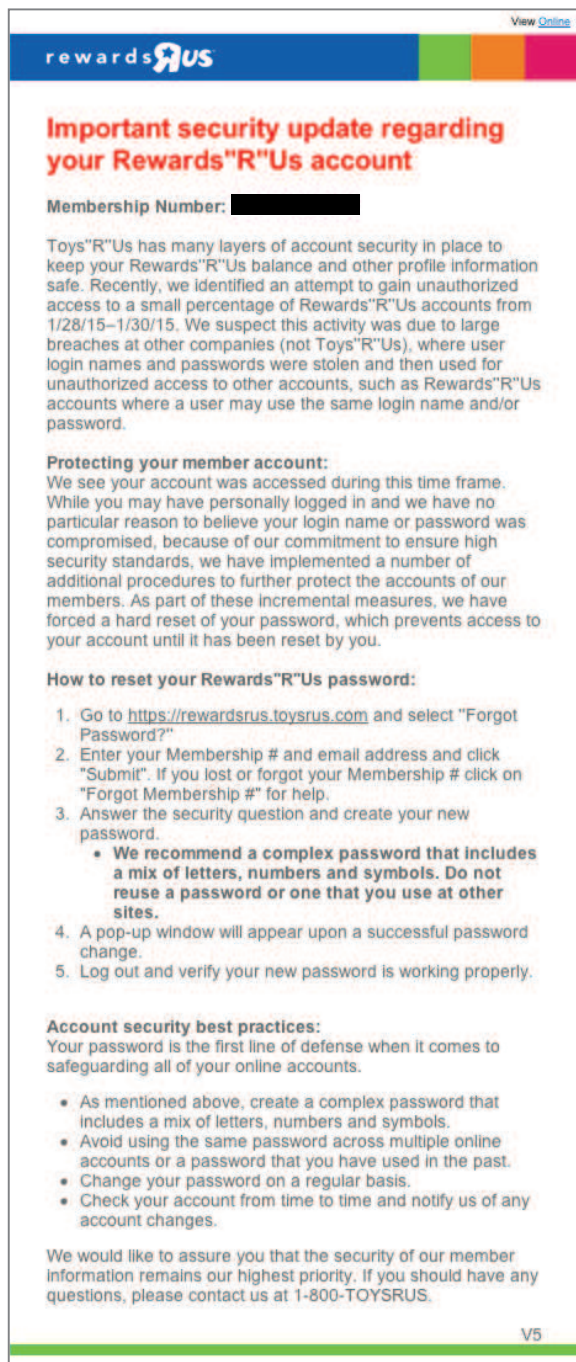 View Online
rewards R us
Important security update regarding
your Rewards"R"Us account
Membership Number:
Toys"R"Us has many layers of account security in place to
keep your Rewards"R"Us balance and other profile information
safe. Recently, we identified an attempt to gain unauthorized
access to a small percentage of Rewards"R"Us accounts from
1/28/15–1/30/15. We suspect this activity was due to large
breaches at other companies (not Toys"R"Us), where user
login names and passwords were stolen and then used for
unauthorized access to other accounts, such as Rewards"R"Us
accounts where a user may use the same login name and/or
password.
Protecting your member account:
We see your account was accessed during this time frame.
While you may have personally logged in and we have no
particular reason to believe your login name or password was
compromised, because of our commitment to ensure high
security standards, we have implemented a number of
additional procedures to further protect the accounts of our
members. As part of these incremental measures, we have
forced a hard reset of your password, which prevents access to
your account until it has been reset by you.
How to reset your Rewards"R"Us password:
1. Go to https://rewardsrus.toysrus.com and select "Forgot
Password?"
2. Enter your Membership # and email address and click
"Submit". If you lost or forgot your Membership # click on
"Forgot Membership #" for help.
3. Answer the security question and create your new
password.
• We recommend a complex password that includes
a mix of letters, numbers and symbols. Do not
reuse a password or one that you use at other
sites.
4. A pop-up window will appear upon a successful password
change.
5. Log out and verify your new password is working properly.
Account security best practices:
Your password is the first line of defense when it comes to
safeguarding all of your online accounts.
• As mentioned above, create a complex password that
includes a mix of letters, numbers and symbols.
• Avoid using the same password across multiple online
accounts or a password that you have used in the past.
• Change your password on a regular basis.
• Check your account from time to time and notify us of any
account changes.
We would like to assure you that the security of our member
information remains our highest priority. If you should have any
questions, please contact us at 1-800-TOYSRUS.
V5